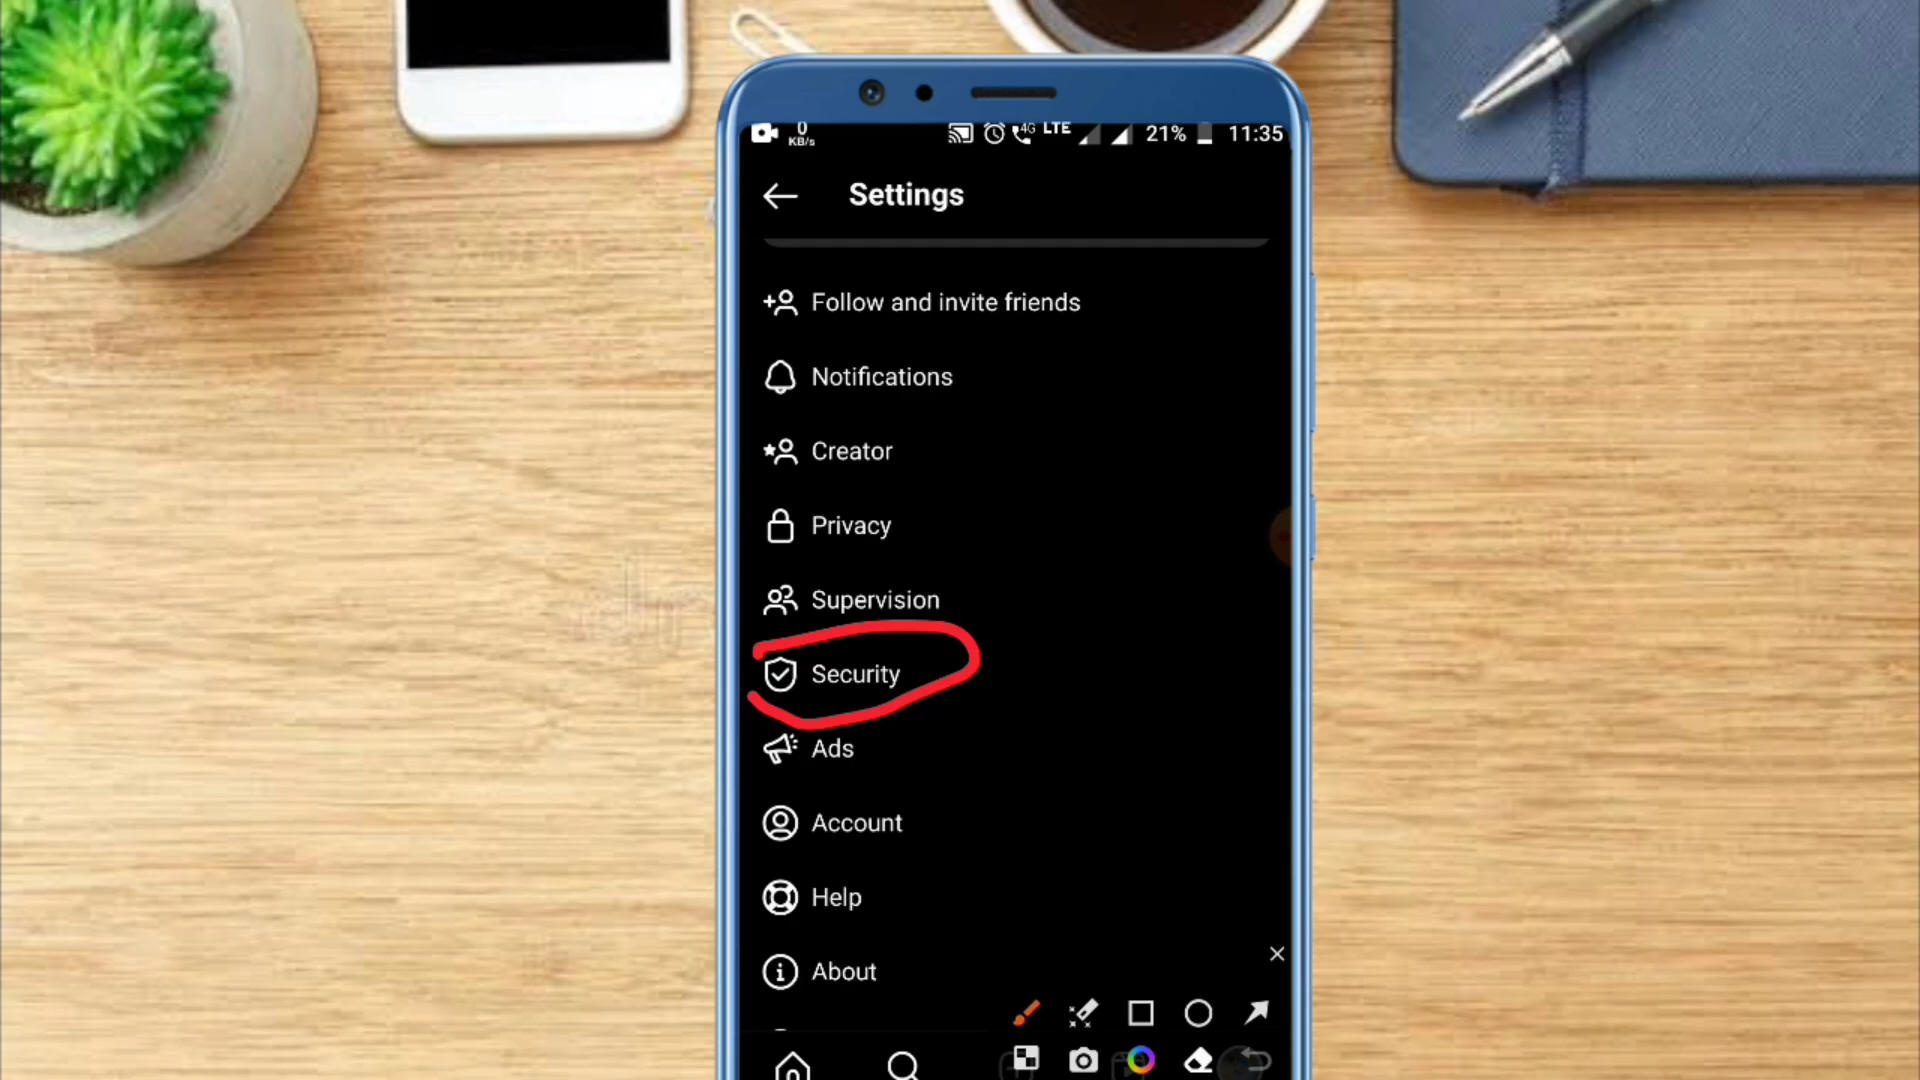 0
KB/s
4G LTE 21% 11:35
Settings
Follow and invite friends
Notifications
Creator
Privacy
Supervision
Security
Ads
Account
Help
About